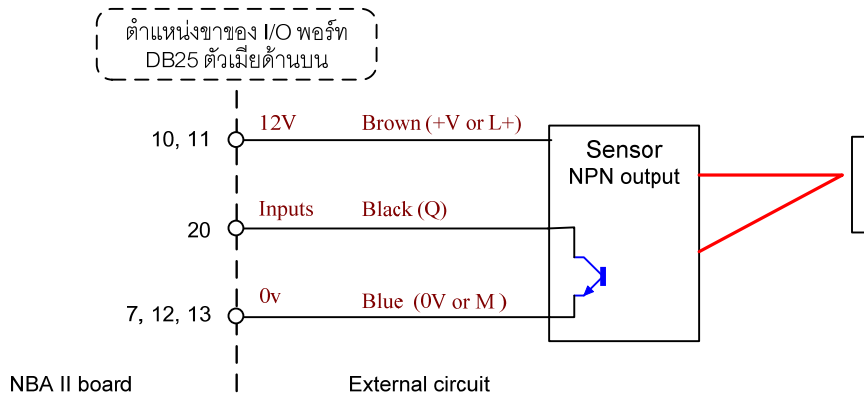 ตำแหน่งขาของ I/O พอร์ท
DB25 ตัวเมียด้านบน
10, 11
12V
Brown (+V or L+)
Sensor
NPN output
20
Inputs
Black (Q)
7, 12, 13
0v
Blue (0V or M )
NBA II board
External circuit